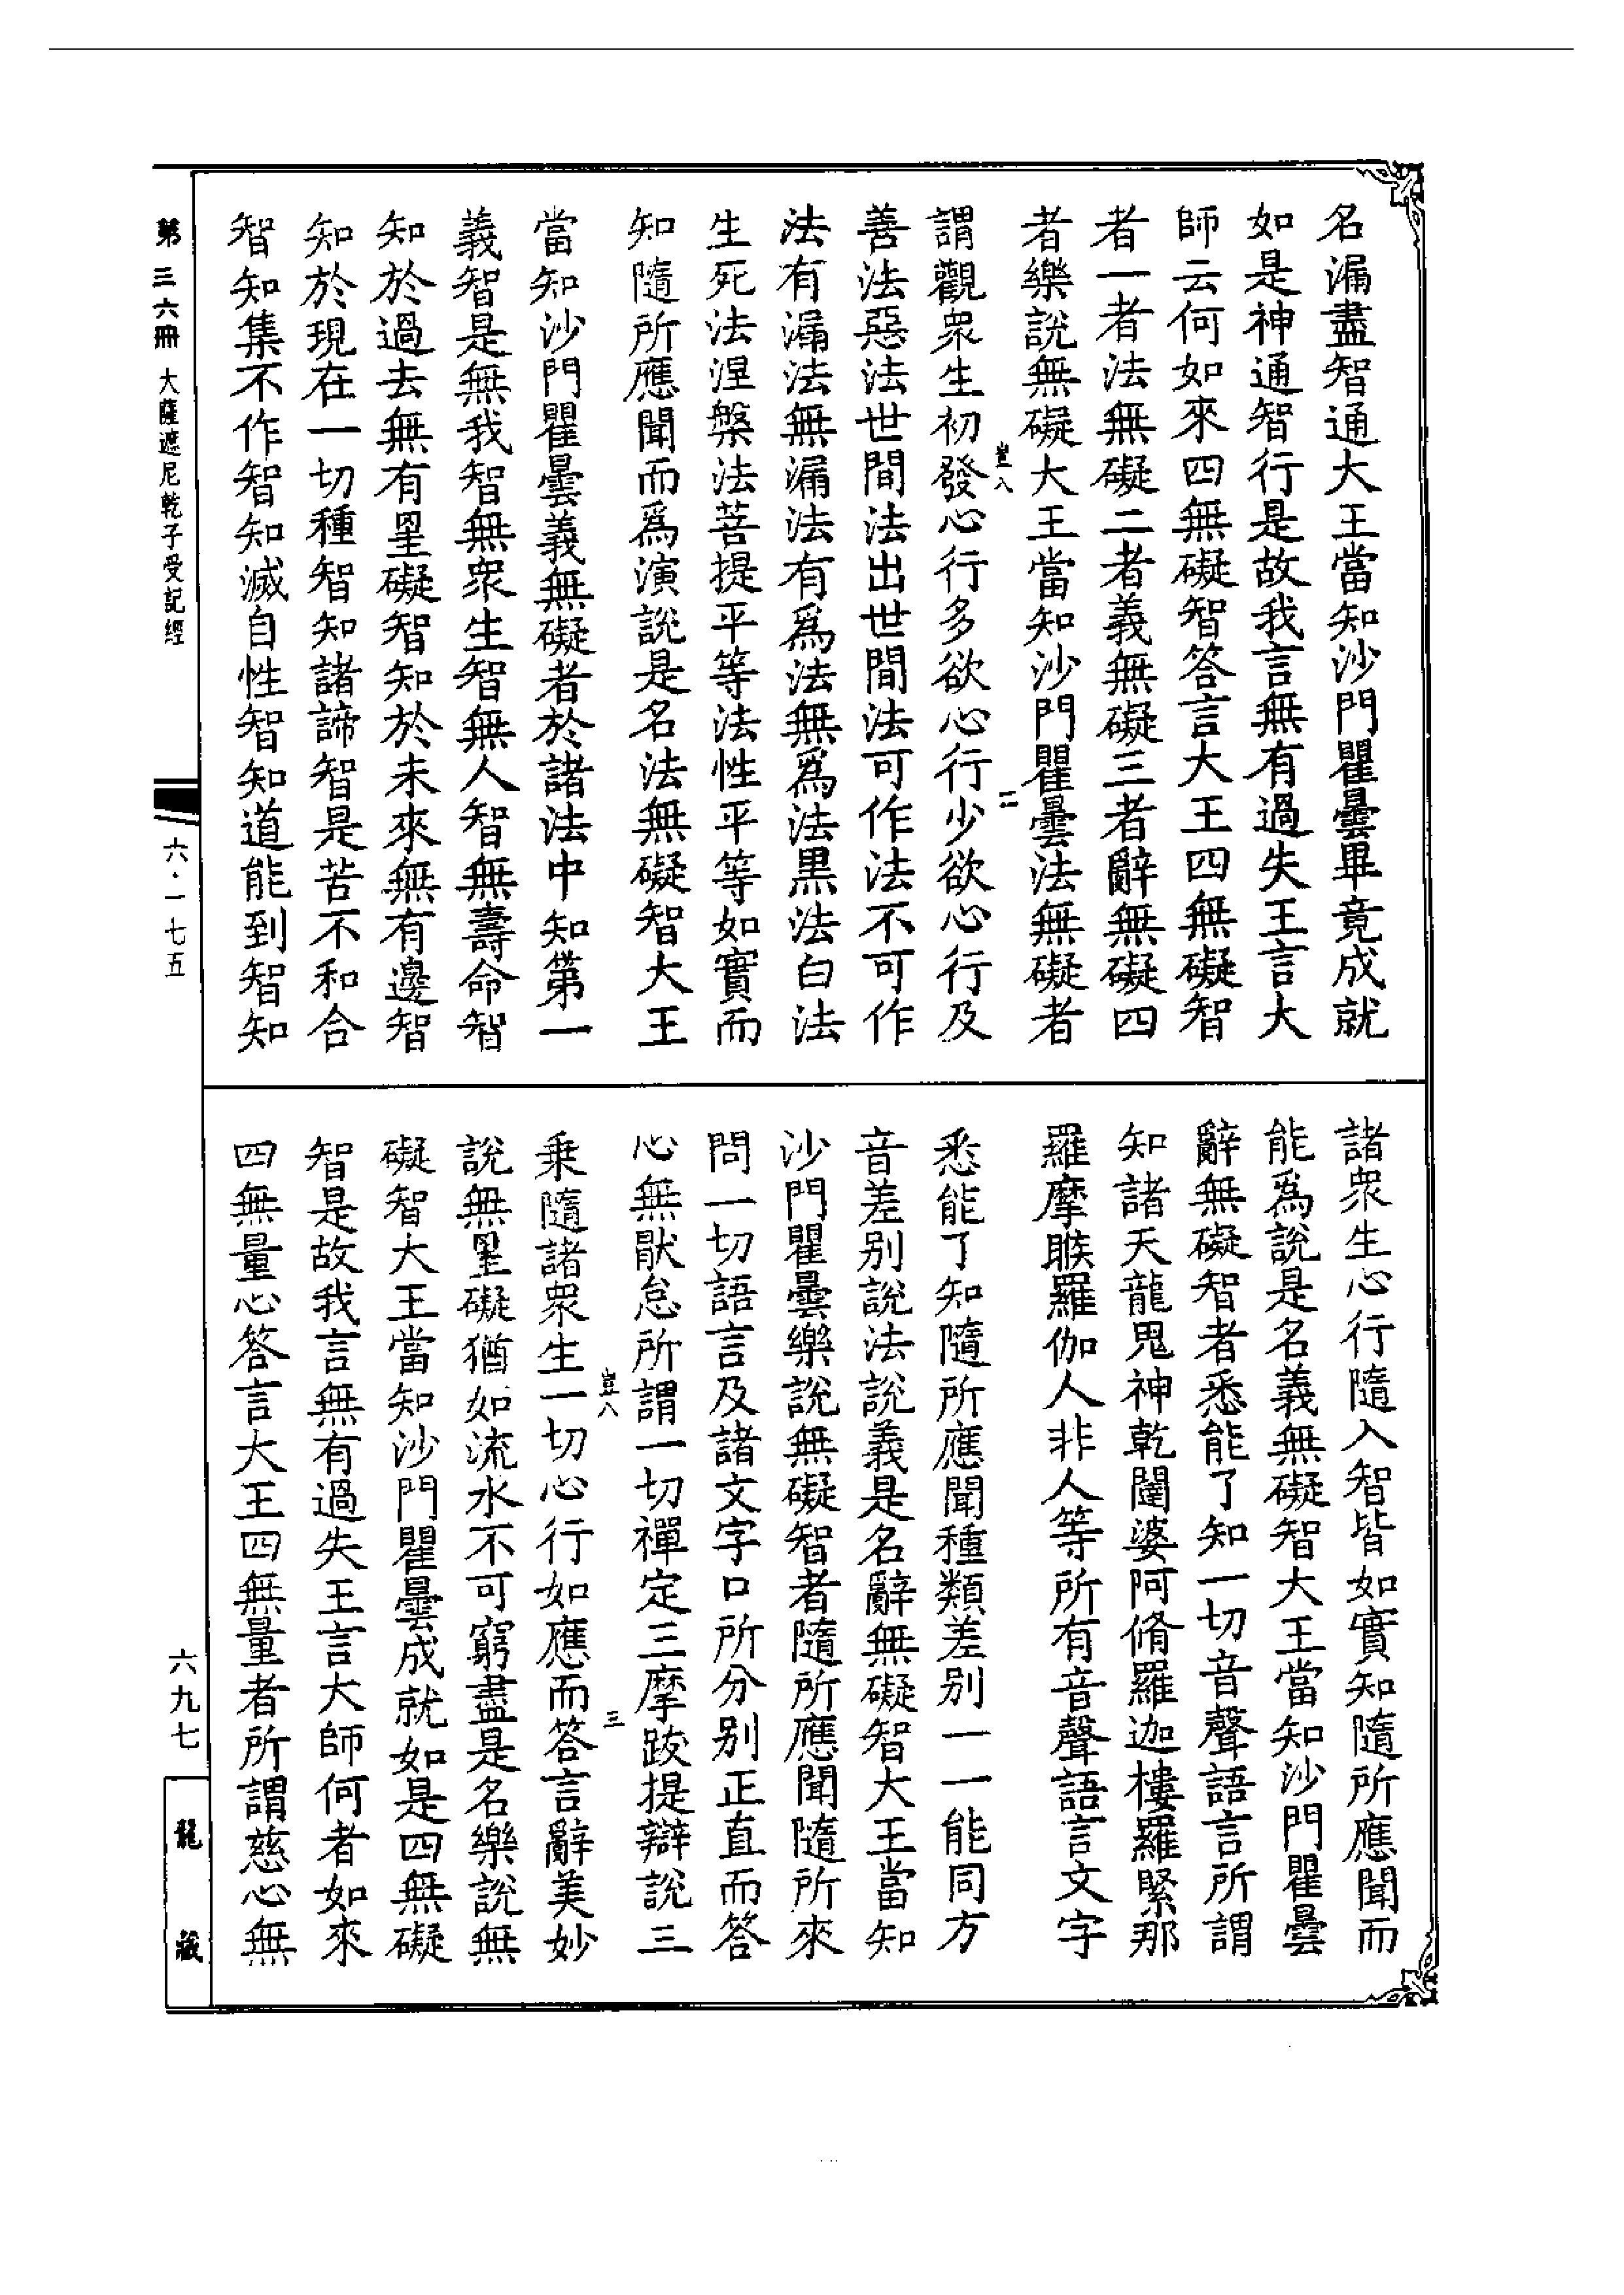 名漏盡智通大王當知沙門瞿曇畢竟成就
如是神通智行是故我言無有過失王言大
師云何如來四無礙智答言大王四無礙智
者一者法無礙二者義無礙三者辭無礙四
者樂說無礙大王當知沙門瞿曇法無礙者
豈八
二
謂觀衆生初發心行多欲心行少欲心行及
善法惡法世間法出世間法可作法不可作
法有漏法無漏法有爲法無爲法黑法白法
生死法涅槃法菩提平等法性平等如實而
知隨所應聞而爲演說是名法無礙智大王
當知沙門瞿曇義無礙者於諸法中知第一
義智是無我智無衆生智無人智無壽命智
知於過去無有罣礙智知於未來無有邊智
知於現在一切種智知諸諦智是苦不和合
智知集不作智知滅自性智知道能到智知
諸衆生心行隨入智皆如實知隨所應聞而
能爲說是名義無礙智大王當知沙門瞿曇
辭無礙智者悉能了知一切音聲語言所謂
知諸天龍鬼神乾闥婆阿脩羅迦樓羅緊那
羅摩睺羅伽人非人等所有音聲語言文字
悉能了知隨所應聞種類差别一一能同方
音差别說法說義是名辭無礙智大王當知
沙門瞿曇樂說無礙智者隨所應聞隨所來
問一切語言及諸文字口所分别正直而答
心無猒怠所謂一切禪定三摩跋提辯說三
豈八
三
乗隨諸衆生一切心行如應而答言辭美妙
說無罣礙猶如流水不可窮盡是名樂說無
礙智大王當知沙門瞿曇成就如是四無礙
智是故我言無有過失王言大師何者如來
四無量心答言大王四無量者所謂慈心無
第三六冊 大薩遮尼乾子受記經
六·一七五
六九七
龍藏